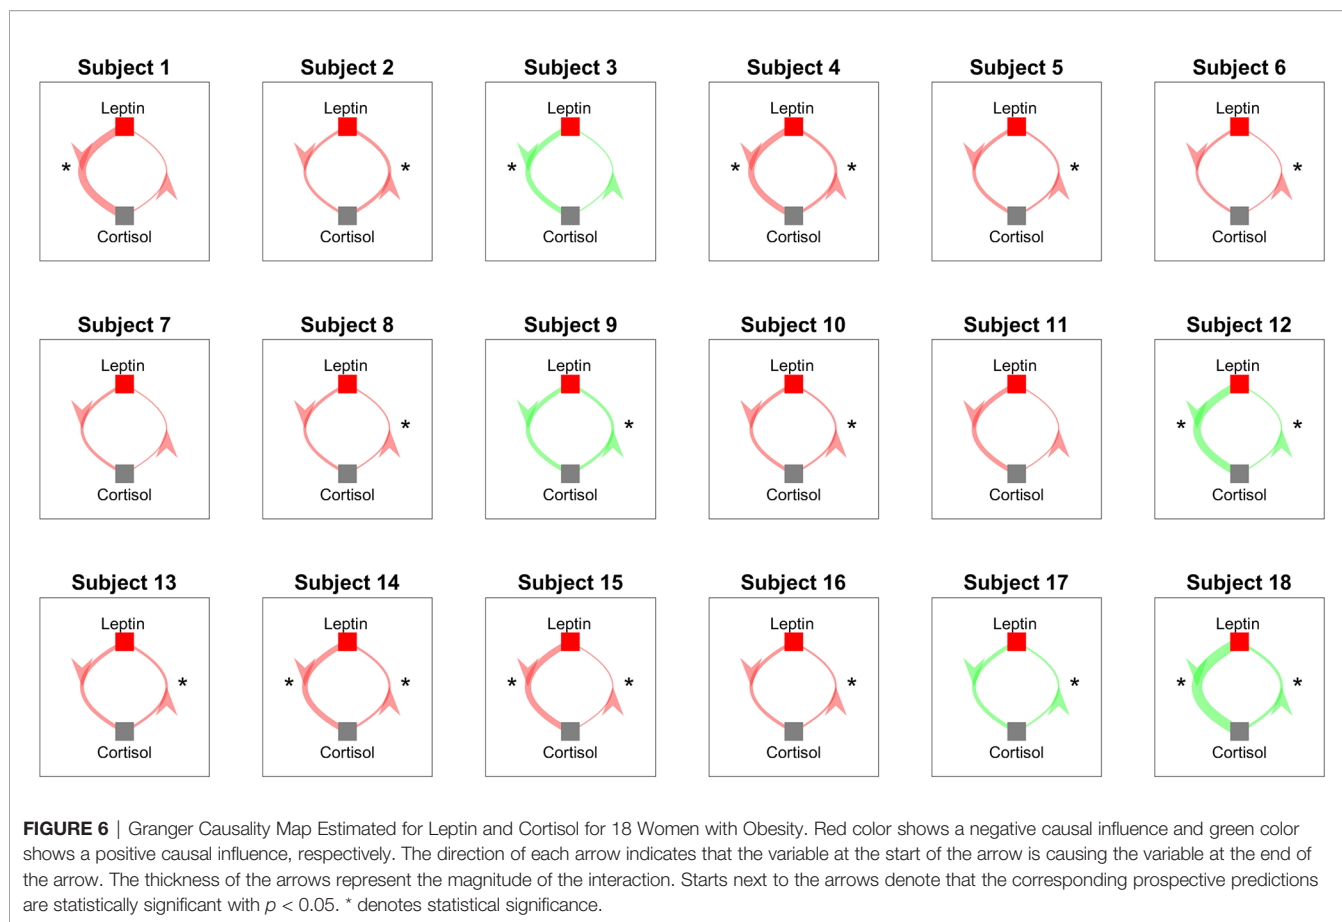 Subject 1 Subject 2 Subject 3 Subject 4 Subject 5 Subject 6
Leptin Leptin Leptin Leptin Leptin Leptin
* * * * * * *
Cortisol Cortisol Cortisol Cortisol Cortisol Cortisol
Subject 7 Subject 8 Subject 9 Subject 10 Subject 11 Subject 12
Leptin Leptin Leptin Leptin Leptin Leptin
* * * * *
Cortisol Cortisol Cortisol Cortisol Cortisol Cortisol
Subject 13 Subject 14 Subject 15 Subject 16 Subject 17 Subject 18
Leptin Leptin Leptin Leptin Leptin Leptin
* * * * * * * * *
Cortisol Cortisol Cortisol Cortisol Cortisol Cortisol
FIGURE 6 | Granger Causality Map Estimated for Leptin and Cortisol for 18 Women with Obesity. Red color shows a negative causal influence and green color
shows a positive causal influence, respectively. The direction of each arrow indicates that the variable at the start of the arrow is causing the variable at the end of
the arrow. The thickness of the arrows represent the magnitude of the interaction. Starts next to the arrows denote that the corresponding prospective predictions
are statistically significant with p < 0.05. * denotes statistical significance.